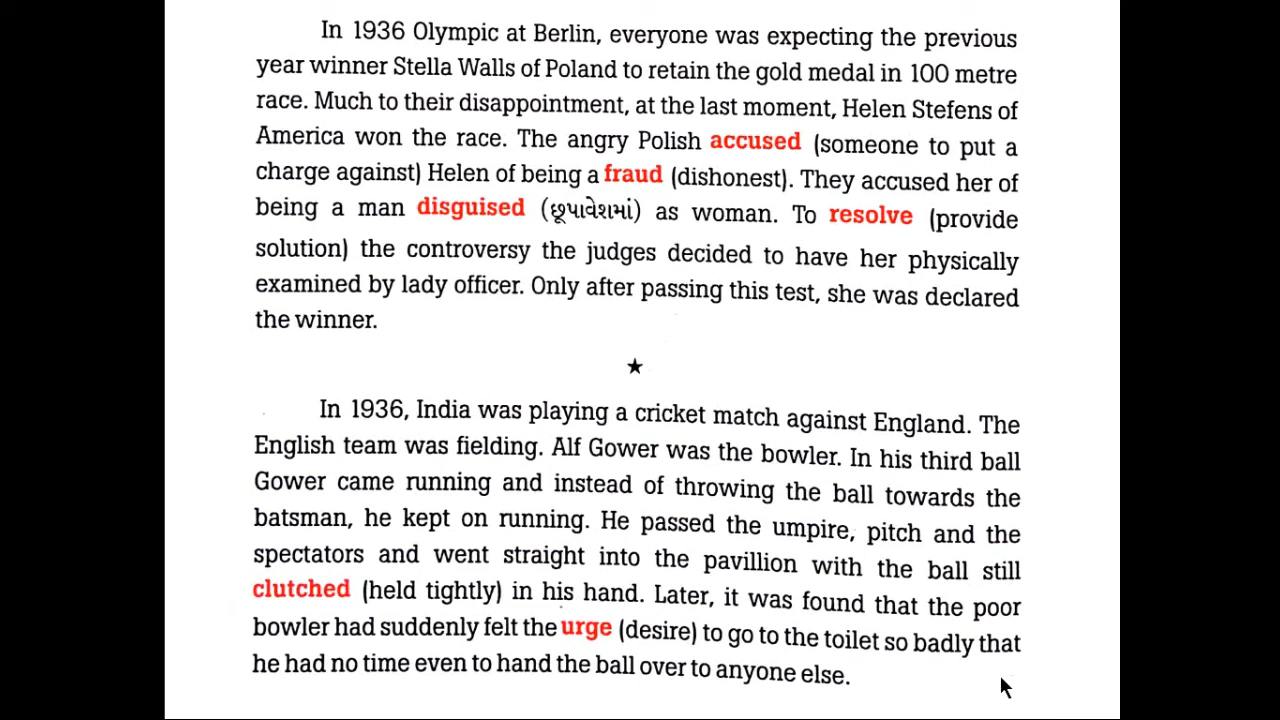 In 1936 Olympic at Berlin, everyone was expecting the previous
year winner Stella Walls of Poland to retain the gold medal in 100 metre
race. Much to their disappointment, at the last moment, Helen Stefens of
America won the race. The angry Polish accused (someone to put a
charge against) Helen of being a fraud (dishonest). They accused her of
being a man disguised (છૂપાવેશમાં) as woman. To resolve (provide
solution) the controversy the judges decided to have her physically
examined by lady officer. Only after passing this test, she was declared
the winner.
★
In 1936, India was playing a cricket match against England. The
English team was fielding. Alf Gower was the bowler. In his third ball
Gower came running and instead of throwing the ball towards the
batsman, he kept on running. He passed the umpire, pitch and the
spectators and went straight into the pavillion with the ball still
clutched (held tightly) in his hand. Later, it was found that the poor
bowler had suddenly felt the urge (desire) to go to the toilet so badly that
he had no time even to hand the ball over to anyone else.